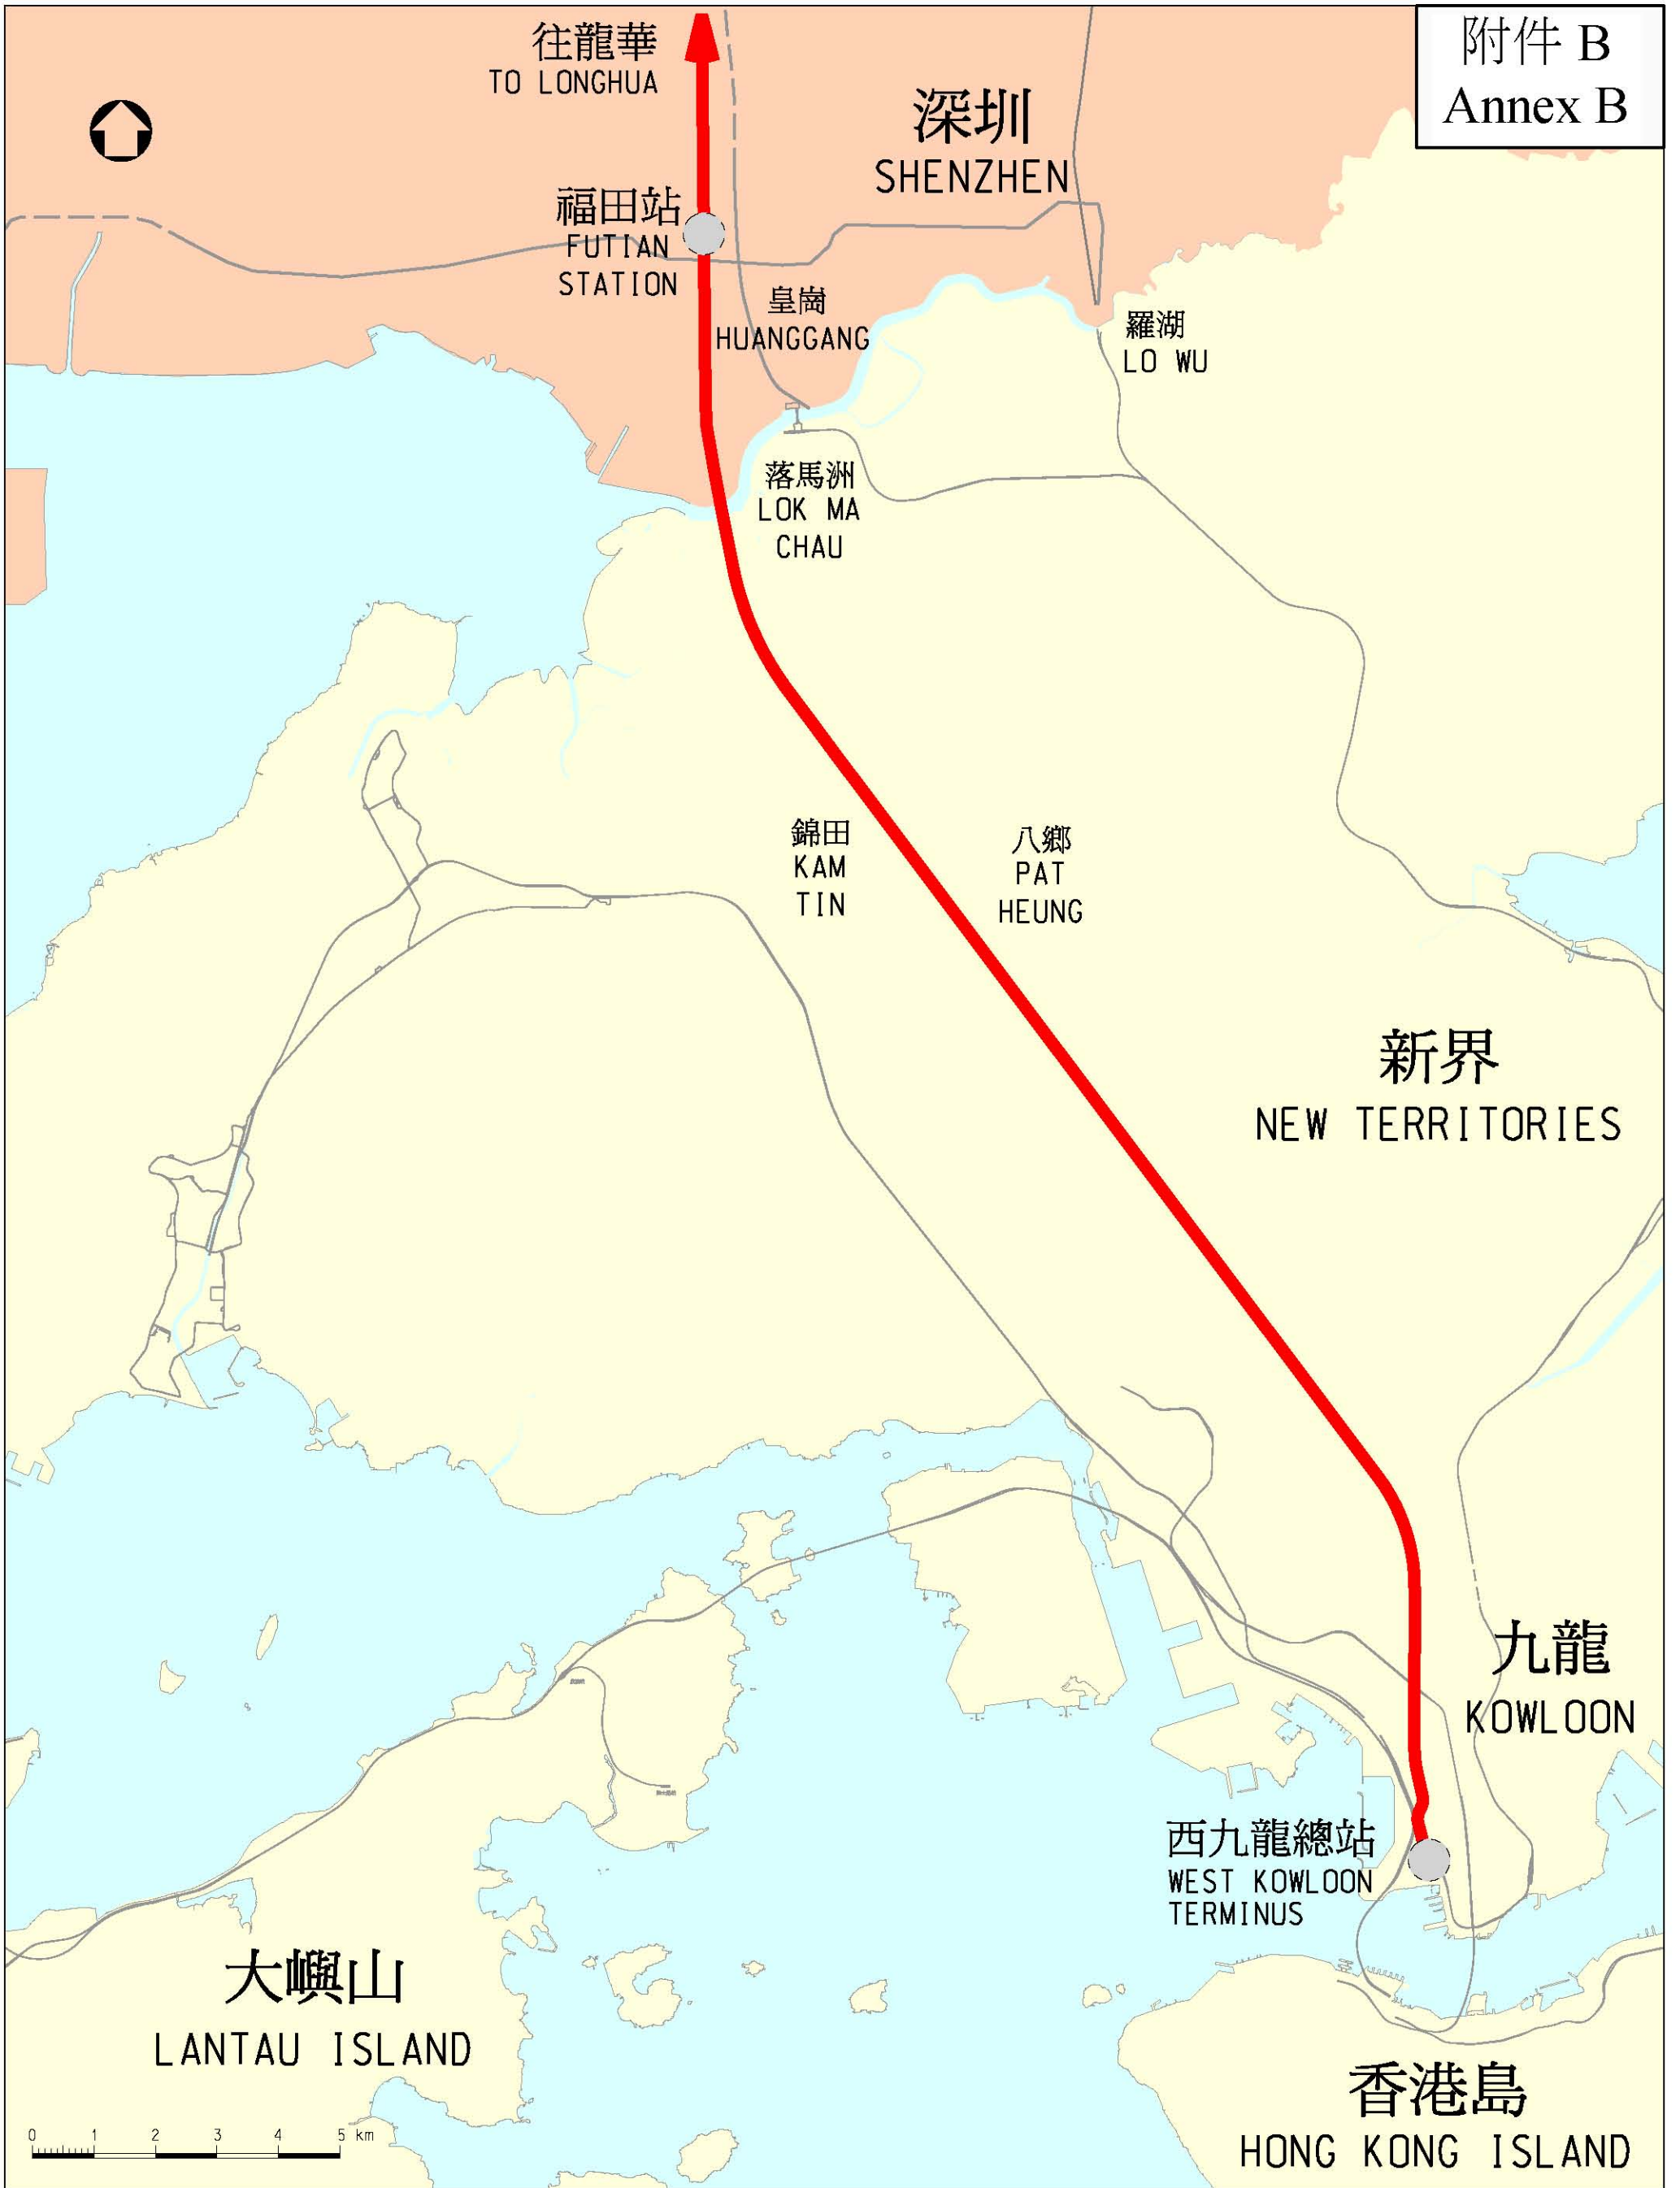 附件 B
Annex B
往龍華
TO LONGHUA
深圳
SHENZHEN
福田站
FUTIAN
STATION
皇崗
HUANGGANG
羅湖
LO WU
落馬洲
LOK MA
CHAU
錦田
KAM
TIN
八鄉
PAT
HEUNG
新界
NEW TERRITORIES
九龍
KOWLOON
西九龍總站
WEST KOWLOON
TERMINUS
大嶼山
LANTAU ISLAND
香港島
HONG KONG ISLAND
0 1 2 3 4 5 km